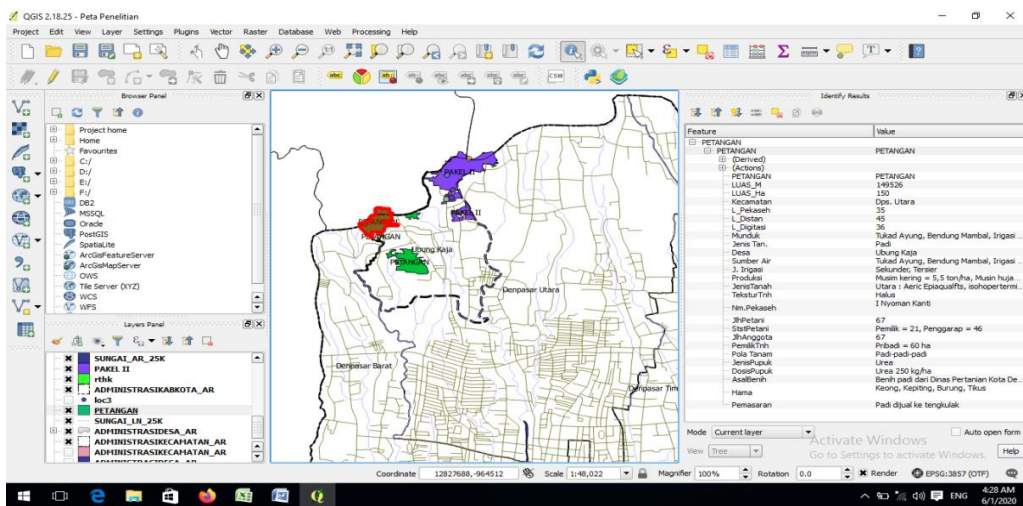 QGIS 2.18.25 - Peta Penelitian
Project Edit View Layer Settings Plugins Vector Raster Database Web Processing Help
Browser Panel
Project home
Home
Favourites
C:/
D:/
E:/
F:/
DB2
MSSQL
Oracle
PostGIS
SpatiaLite
ArcGisFeatureServer
ArcGisMapServer
OWS
Tile Server (XYZ)
WCS
WFS
Layers Panel
SUNGAI_AR_25K
PAKEL II
rthk
ADMINISTRASIKABKOTA_AR
loc3
PETANGAN
SUNGAI_LN_25K
ADMINISTRASIDESA_AR
ADMINISTRASIKECAMATAN_AR
ADMINISTRASIKECAMATAN_AR
PAKEL II
PAKEL II
PETANGAN
Ubung Kaja
PETANGAN
Denpasar Utara
Denpasar Barat
Denpasar Tim
Identify Results
Feature Value
PETANGAN
PETANGAN PETANGAN
(Derived)
(Actions)
PETANGAN PETANGAN
LUAS_M 149526
LUAS_Ha 150
Kecamatan Dps. Utara
L_Pekaseh 35
L_Distan 45
L_Digitasi 36
Munduk Tukad Ayung, Bendung Mambal, Irigasi ...
Jenis Tan. Padi
Desa Ubung Kaja
Sumber Air Tukad Ayung, Bendung Mambal, Irigasi ...
J. Irigasi Sekunder, Tersier
Produksi Musim kering = 5,5 ton/ha, Musin huja...
JenisTanah Utara : Aeric Epiaqualfts, isohopertermi...
TeksturTnh Halus
Nm.Pekaseh I Nyoman Kanti
JlhPetani 67
StstPetani Pemilik = 21, Penggarap = 46
JlhAnggota 67
PemilikTnh Pribadi = 60 ha
Pola Tanam Padi-padi-padi
JenisPupuk Urea
DosisPupuk Urea 250 kg/ha
AsalBenih Benih padi dari Dinas Pertanian Kota De...
Hama Keong, Kepiting, Burung, Tikus
Pemasaran Padi dijual ke tengkulak
Mode Current layer Auto open form
View Tree Help
Activate Windows
Go to Settings to activate Windows.
Coordinate 12827688,-964512 Scale 1:48,022 Magnifier 100% Rotation 0.0 Render EPSG:3857 (OTF)
ENG 4:28 AM
6/1/2020